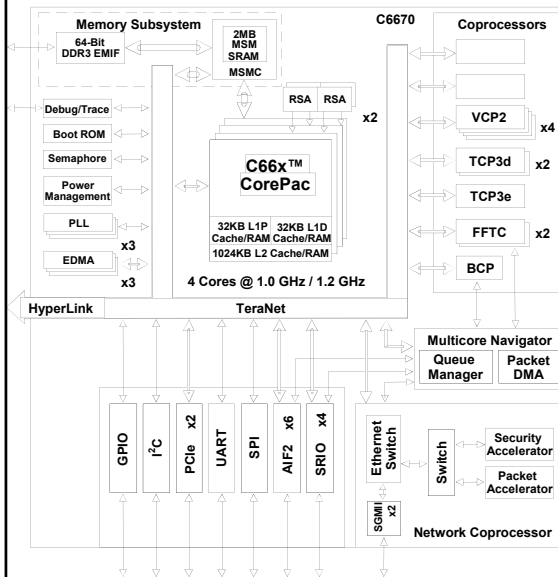 Memory Subsystem
C6670
Coprocessors
64-Bit
DDR3 EMIF
2MB
MSM
SRAM
MSMC
RSA
RSA
x2
VCP2
x4
TCP3d
x2
TCP3e
FFTC
x2
BCP
Debug/Trace
Boot ROM
Semaphore
Power
Management
PLL
x3
EDMA
x3
C66x™
CorePac
32KB L1P
Cache/RAM
32KB L1D
Cache/RAM
1024KB L2 Cache/RAM
4 Cores @ 1.0 GHz / 1.2 GHz
HyperLink
TeraNet
Multicore Navigator
Queue
Manager
Packet
DMA
GPIO
I²C
PCIe x2
UART
SPI
AIF2 x6
SRIO x4
Ethernet
Switch
Switch
Security
Accelerator
Packet
Accelerator
SGMII
x2
Network Coprocessor